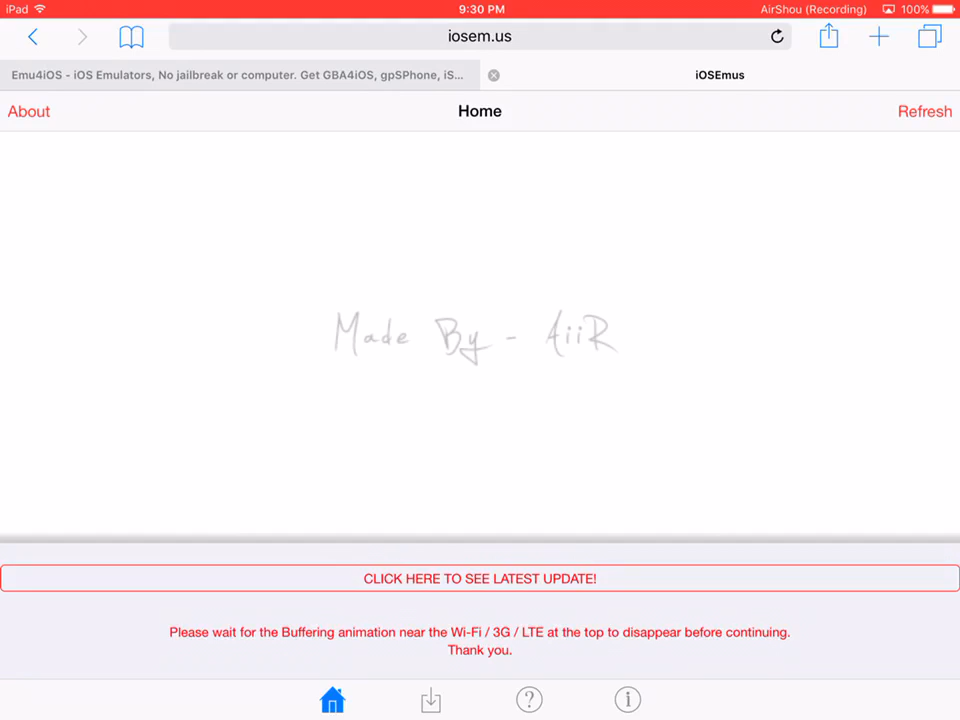 iPad
9:30 PM
AirShou (Recording)
100%
iosem.us
Emu4iOS - iOS Emulators, No jailbreak or computer. Get GBA4iOS, gpSPhone, iS...
iOSEmus
About
Home
Refresh
Made By - AiiR
CLICK HERE TO SEE LATEST UPDATE!
Please wait for the Buffering animation near the Wi-Fi / 3G / LTE at the top to disappear before continuing.
Thank you.